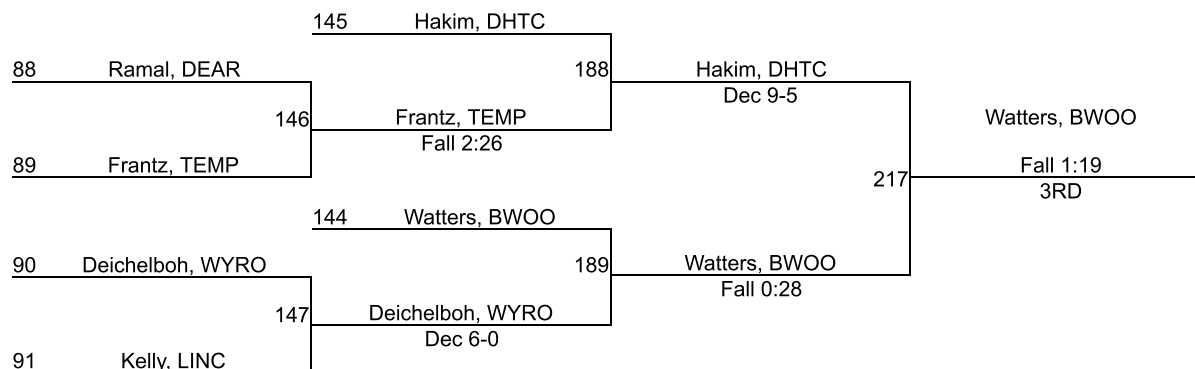 145 Hakim, DHTC
88 Ramal, DEAR
188 Hakim, DHTC
Dec 9-5
146 Frantz, TEMP
Fall 2:26
Watters, BWOO
89 Frantz, TEMP
217 Fall 1:19
3RD
144 Watters, BWOO
90 Deichelboh, WYRO
189 Watters, BWOO
Fall 0:28
147 Deichelboh, WYRO
Dec 6-0
91 Kelly, LINC